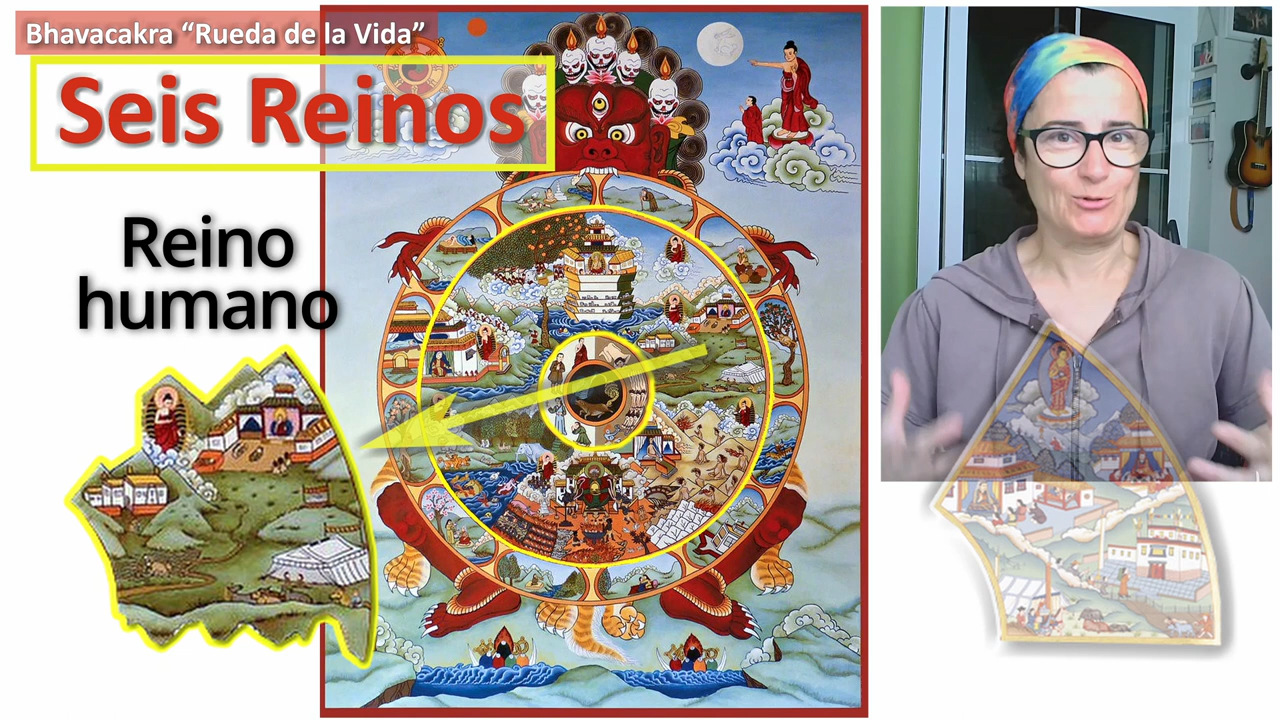 Bhavacakra “Rueda de la Vida”
Seis Reinos
Reino
humano